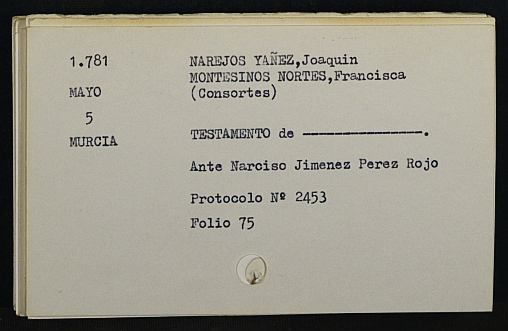 1.781
MAYO
5
MURCIA
NAREJOS YAÑEZ,Joaquin
MONTESINOS NORTES,Francisca
(Consortes)
TESTAMENTO de ----------------.
Ante Narciso Jimenez Perez Rojo
Protocolo Nº 2453
Folio 75